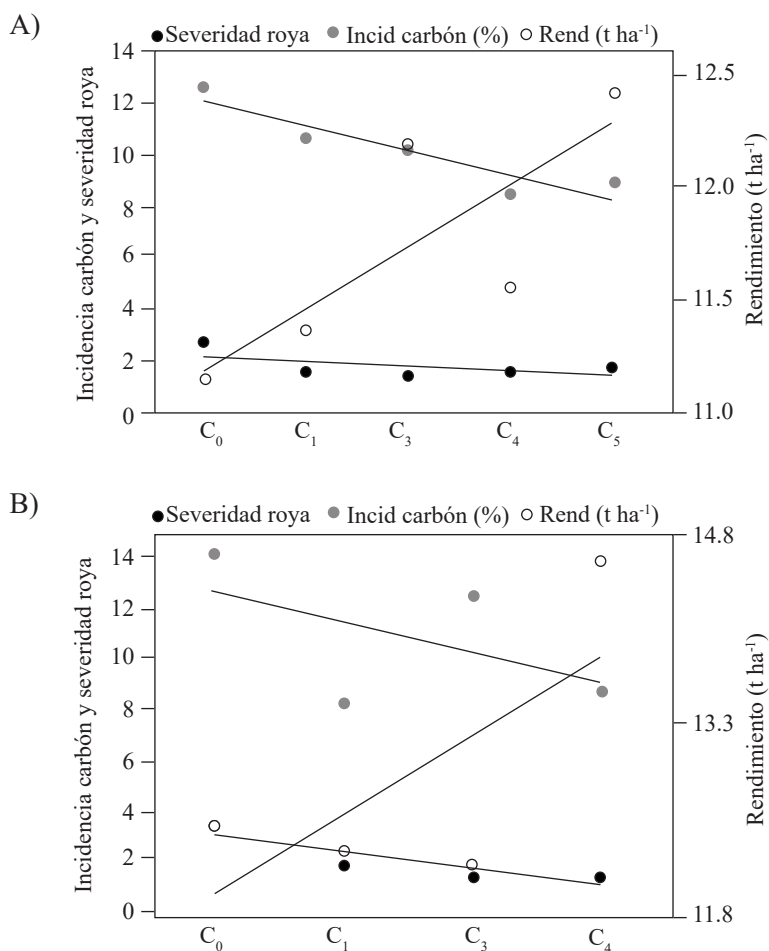 A)
Severidad roya Incid carbón (%) Rend (t ha⁻¹)
Incidencia carbón y severidad roya
14
12
10
8
6
4
2
0
12.5
12.0
11.5
11.0
Rendimiento (t ha⁻¹)
C₀ C₁ C₃ C₄ C₅
B)
Severidad roya Incid carbón (%) Rend (t ha⁻¹)
Incidencia carbón y severidad roya
14
12
10
8
6
4
2
0
14.8
13.3
11.8
Rendimiento (t ha⁻¹)
C₀ C₁ C₃ C₄